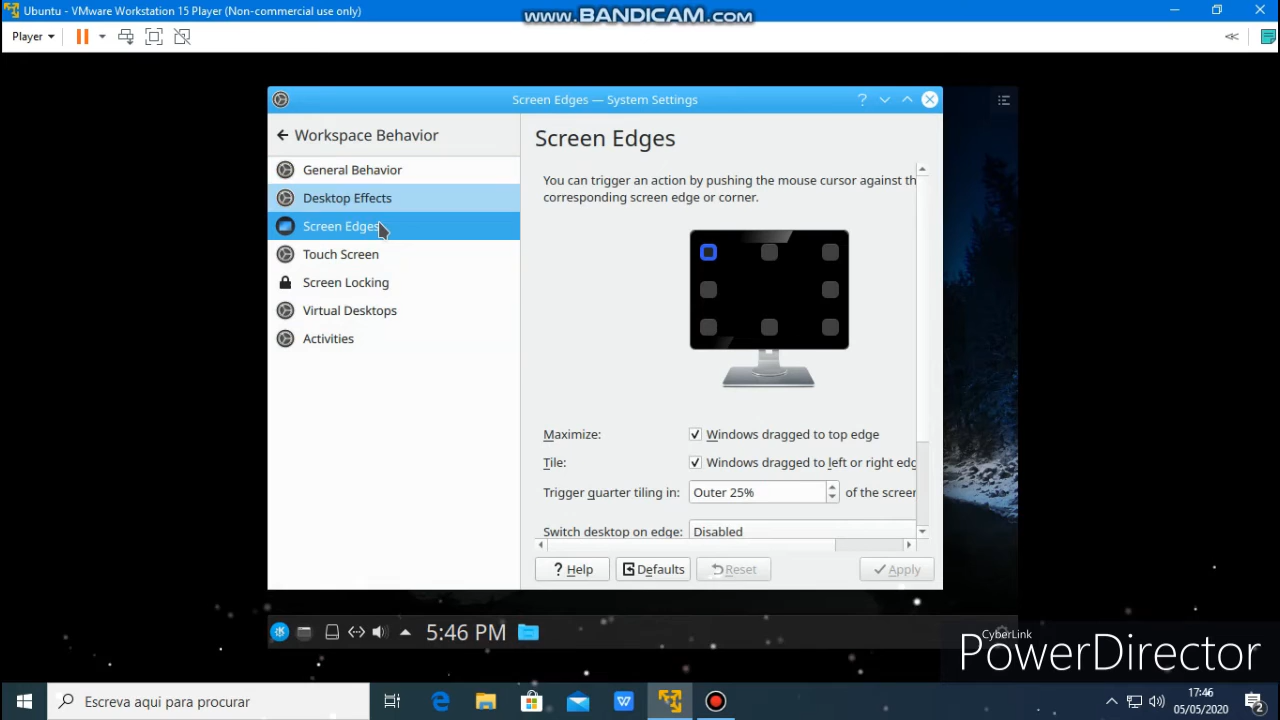 Ubuntu - VMware Workstation 15 Player (Non-commercial use only)
www.BANDICAM.com
Player
Screen Edges — System Settings
Workspace Behavior
General Behavior
Desktop Effects
Screen Edges
Touch Screen
Screen Locking
Virtual Desktops
Activities
Screen Edges
You can trigger an action by pushing the mouse cursor against th
corresponding screen edge or corner.
Maximize: Windows dragged to top edge
Tile: Windows dragged to left or right edg
Trigger quarter tiling in: Outer 25% of the screen
Switch desktop on edge: Disabled
? Help Defaults Reset Apply
5:46 PM
CyberLink
PowerDirector
Escreva aqui para procurar
17:46
05/05/2020
2